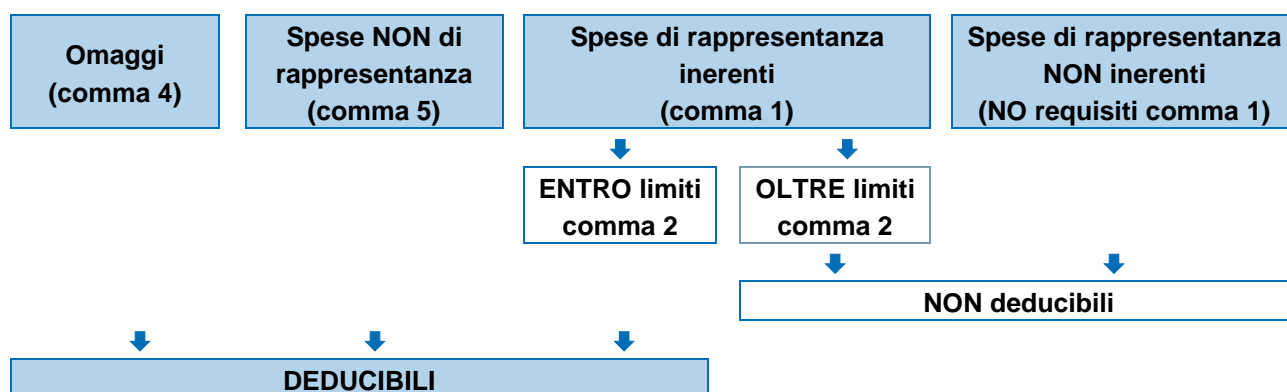 Omaggi
(comma 4)
Spese NON di
rappresentanza
(comma 5)
Spese di rappresentanza
inerenti
(comma 1)
Spese di rappresentanza
NON inerenti
(NO requisiti comma 1)
ENTRO limiti
comma 2
OLTRE limiti
comma 2
NON deducibili
DEDUCIBILI